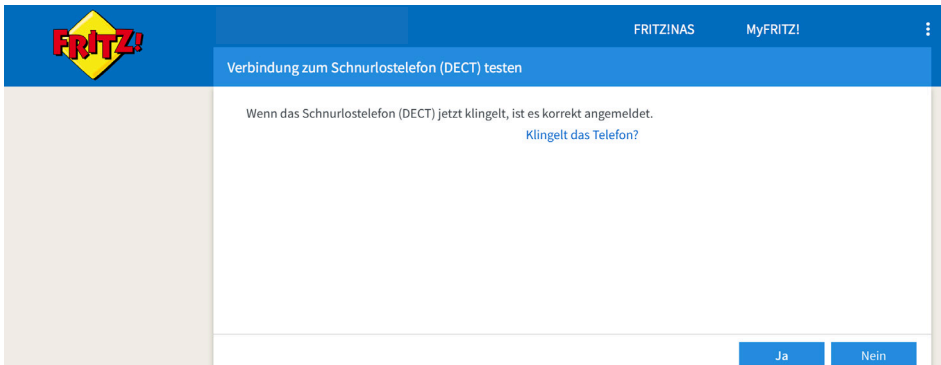 FRITZ!
FRITZ!NAS MyFRITZ!
Verbindung zum Schnurlostelefon (DECT) testen
Wenn das Schnurlostelefon (DECT) jetzt klingelt, ist es korrekt angemeldet.
Klingelt das Telefon?
Ja Nein